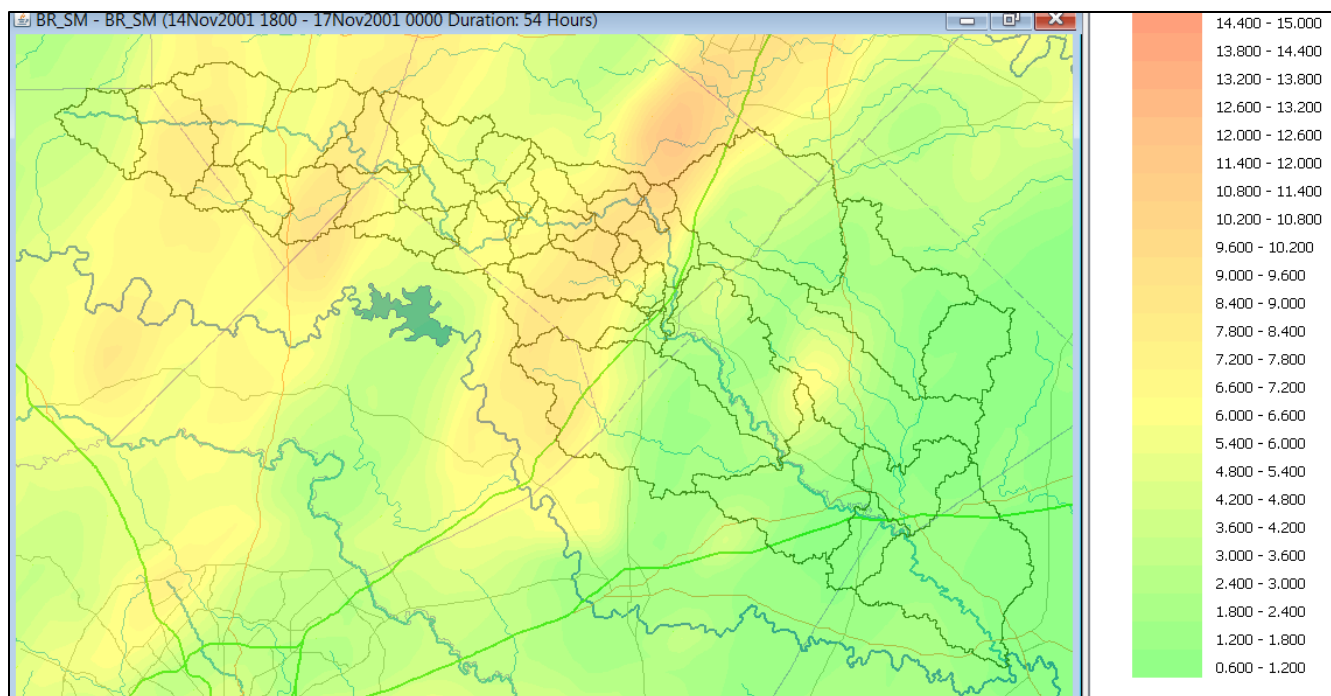 BR_SM - BR_SM (14Nov2001 1800 - 17Nov2001 0000 Duration: 54 Hours)
14.400 - 15.000
13.800 - 14.400
13.200 - 13.800
12.600 - 13.200
12.000 - 12.600
11.400 - 12.000
10.800 - 11.400
10.200 - 10.800
9.600 - 10.200
9.000 - 9.600
8.400 - 9.000
7.800 - 8.400
7.200 - 7.800
6.600 - 7.200
6.000 - 6.600
5.400 - 6.000
4.800 - 5.400
4.200 - 4.800
3.600 - 4.200
3.000 - 3.600
2.400 - 3.000
1.800 - 2.400
1.200 - 1.800
0.600 - 1.200